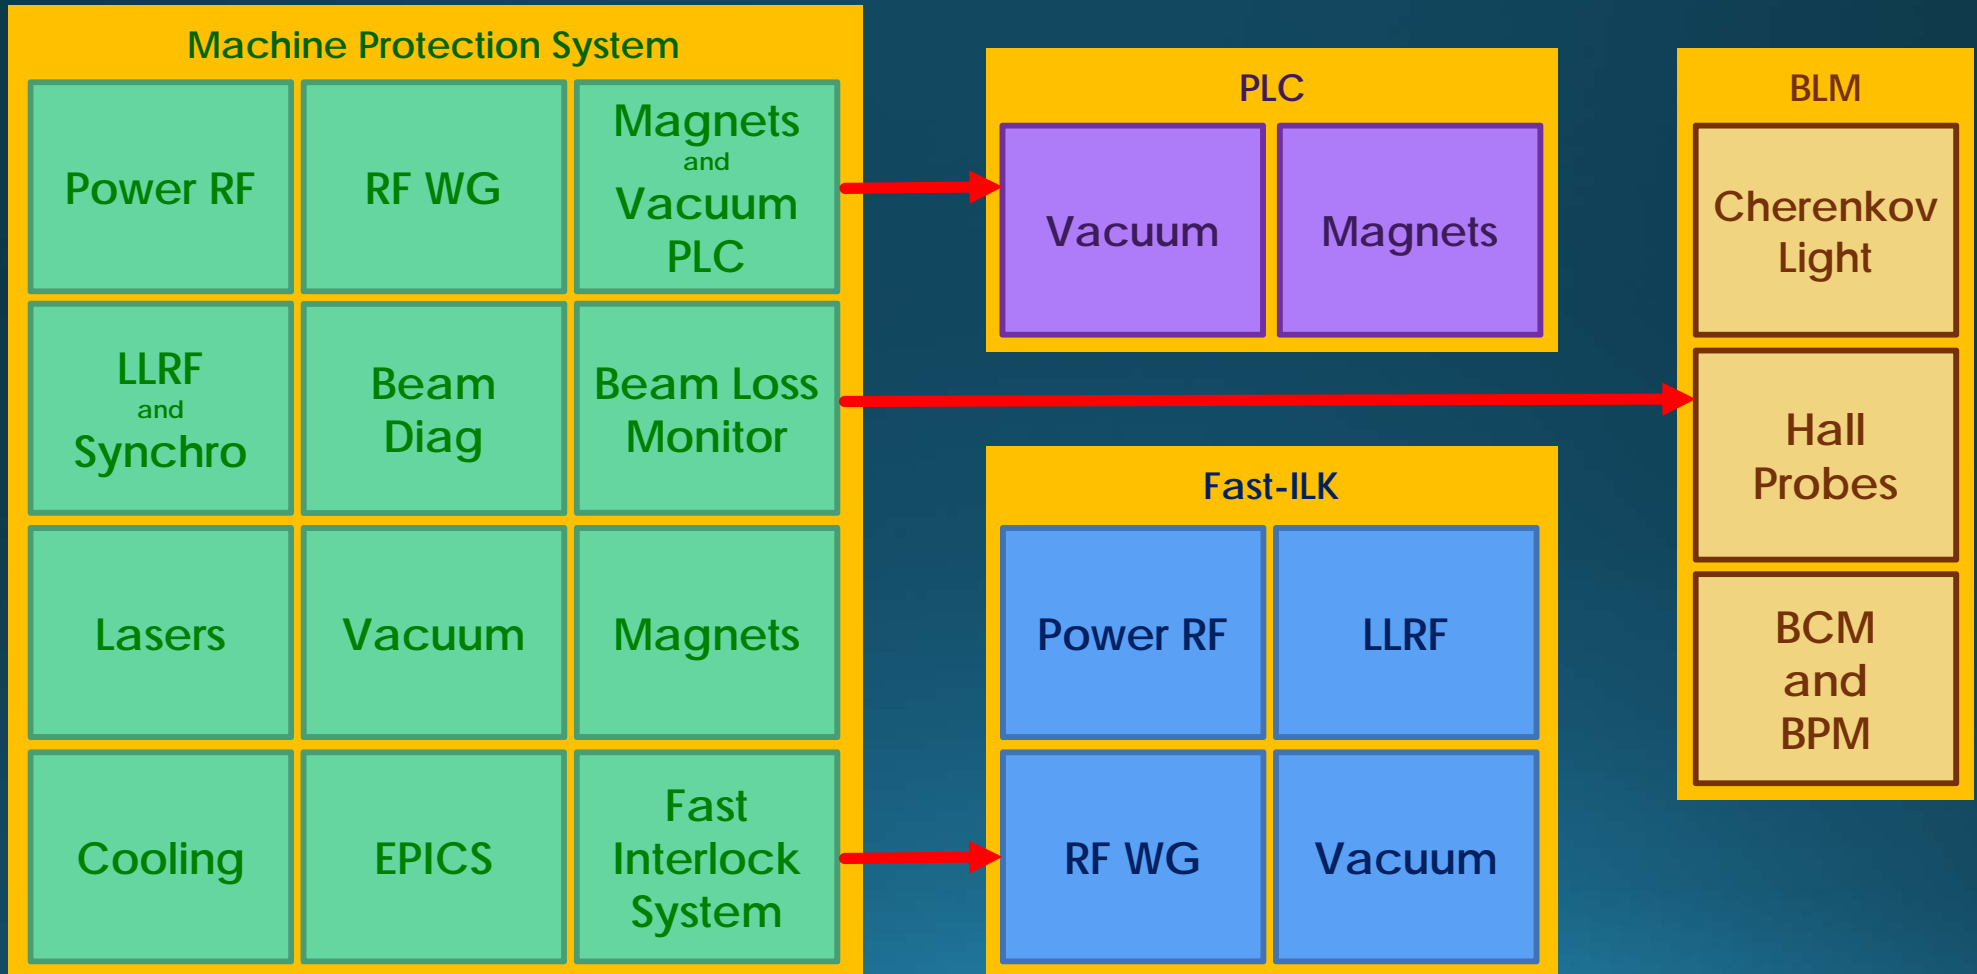 Machine Protection System
Power RF
RF WG
Magnets
and
Vacuum
PLC
LLRF
and
Synchro
Beam
Diag
Beam Loss
Monitor
Lasers
Vacuum
Magnets
Cooling
EPICS
Fast
Interlock
System
PLC
Vacuum
Magnets
Fast-ILK
Power RF
LLRF
RF WG
Vacuum
BLM
Cherenkov
Light
Hall
Probes
BCM
and
BPM